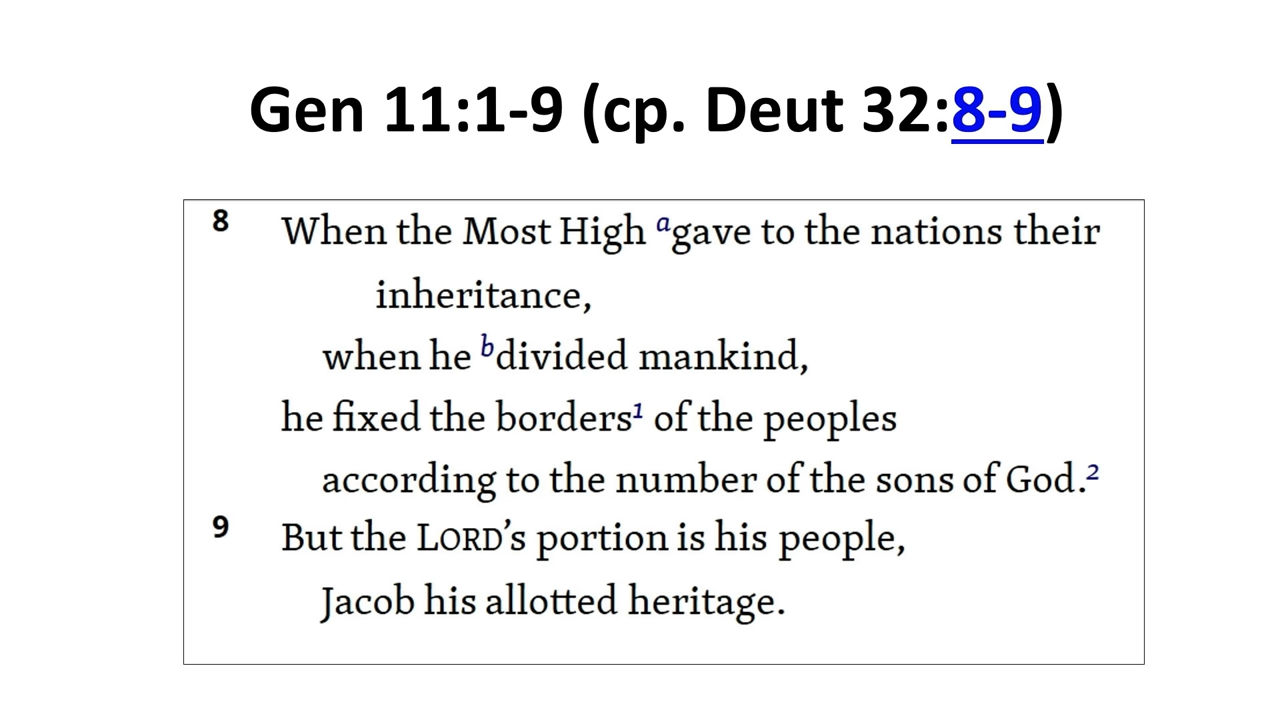 Gen 11:1-9 (cp. Deut 32:8-9)
8 When the Most High ᵃgave to the nations their
inheritance,
when he ᵇdivided mankind,
he fixed the borders¹ of the peoples
according to the number of the sons of God.²
9 But the LORD’s portion is his people,
Jacob his allotted heritage.